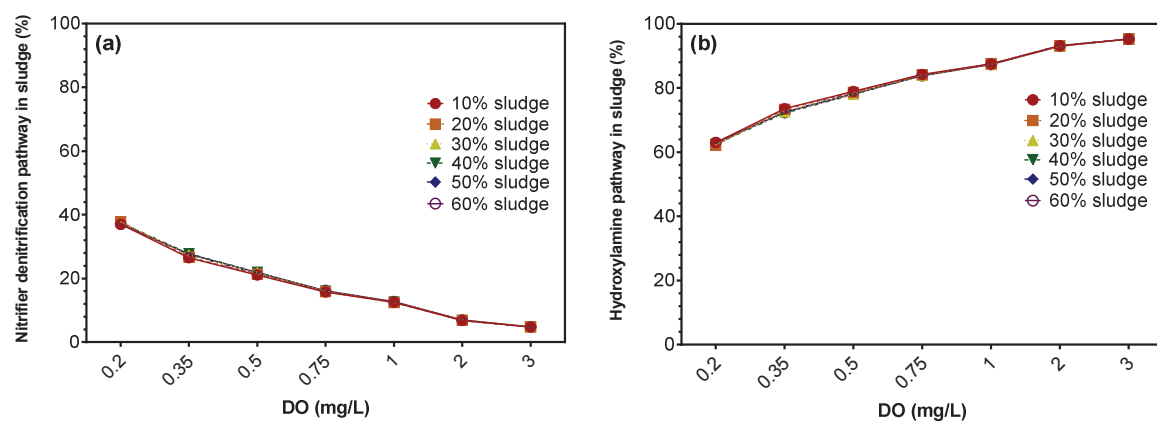 (a)
Nitrifier denitrification pathway in sludge (%)
100
80
60
40
20
0
10% sludge
20% sludge
30% sludge
40% sludge
50% sludge
60% sludge
0.2
0.35
0.5
0.75
1
2
3
DO (mg/L)
(b)
Hydroxylamine pathway in sludge (%)
100
80
60
40
20
0
10% sludge
20% sludge
30% sludge
40% sludge
50% sludge
60% sludge
0.2
0.35
0.5
0.75
1
2
3
DO (mg/L)